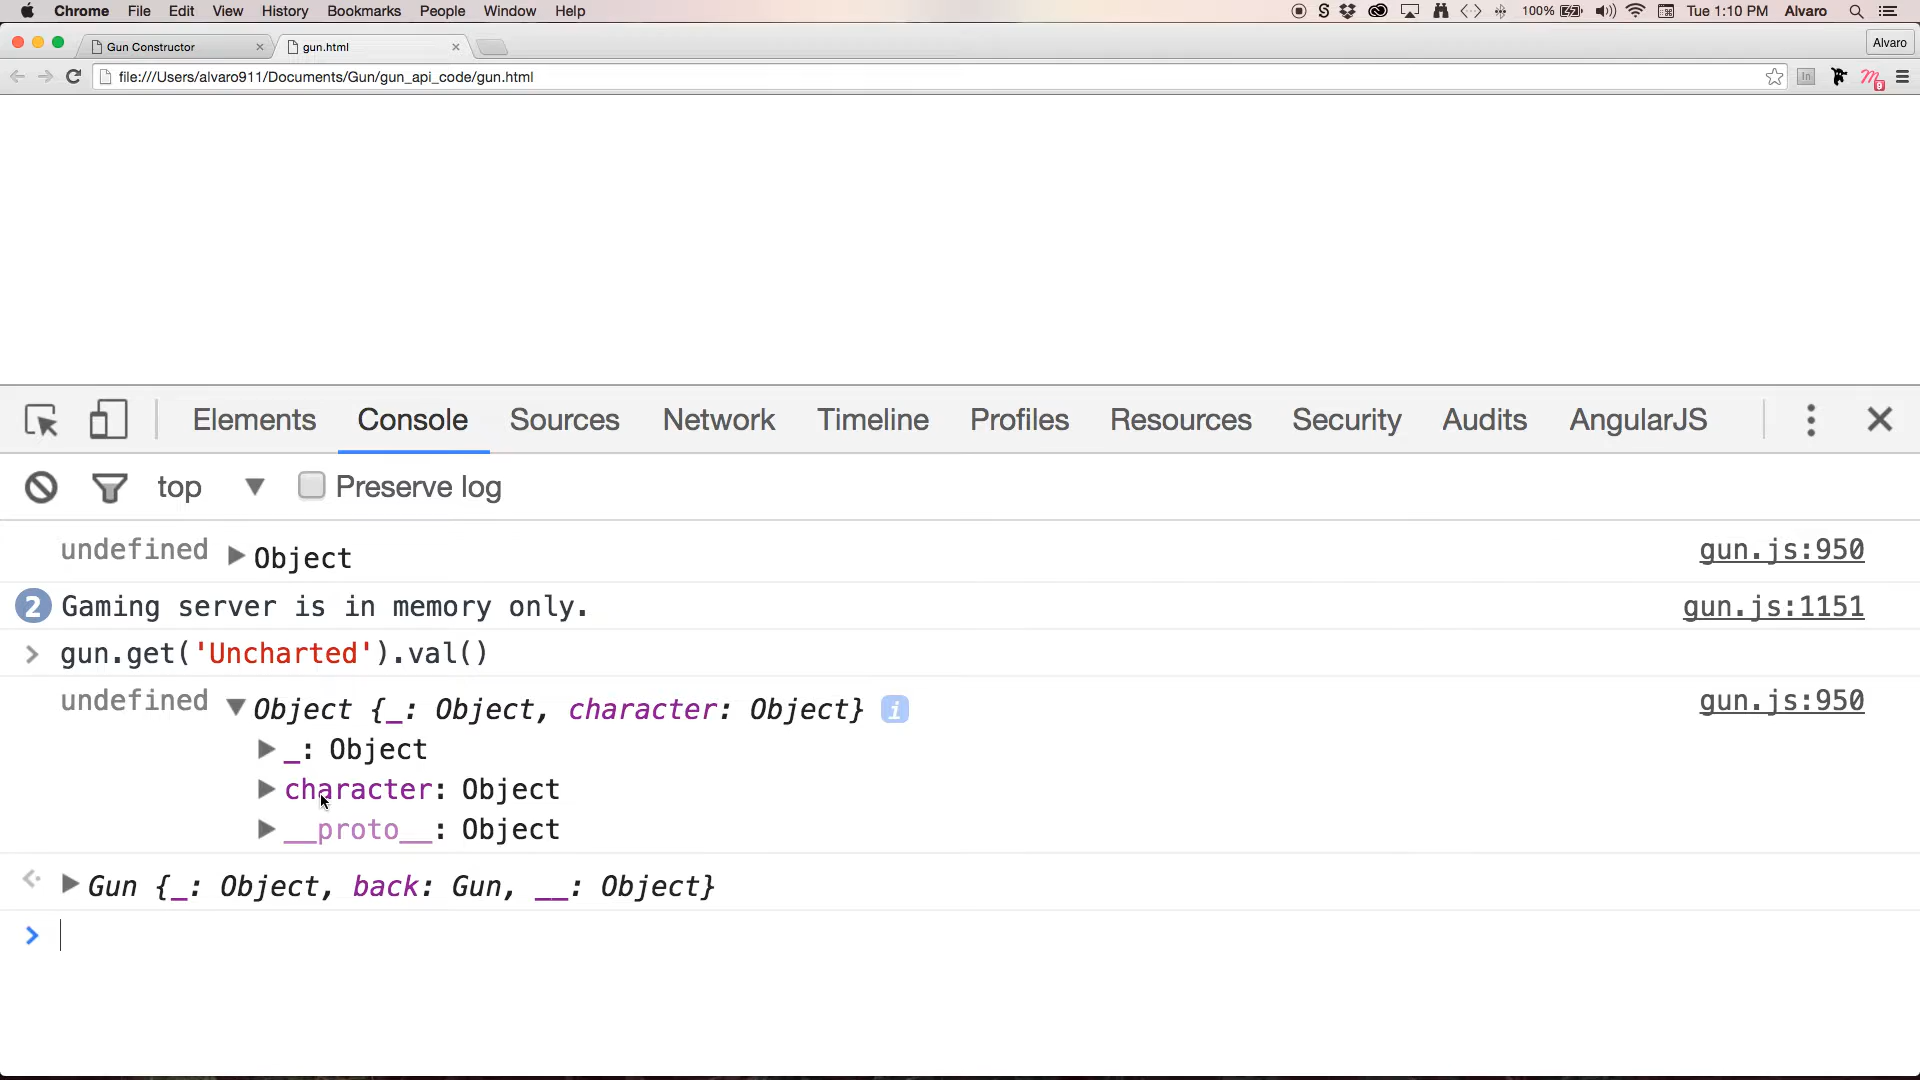 Chrome File Edit View History Bookmarks People Window Help 100% Tue 1:10 PM Alvaro
Gun Constructor gun.html Alvaro
file:///Users/alvaro911/Documents/Gun/gun_api_code/gun.html
Elements Console Sources Network Timeline Profiles Resources Security Audits AngularJS
top Preserve log
undefined Object gun.js:950
2 Gaming server is in memory only. gun.js:1151
gun.get('Uncharted').val()
undefined Object {_: Object, character: Object} i gun.js:950
_: Object
character: Object
__proto__: Object
Gun {_: Object, back: Gun, __: Object}